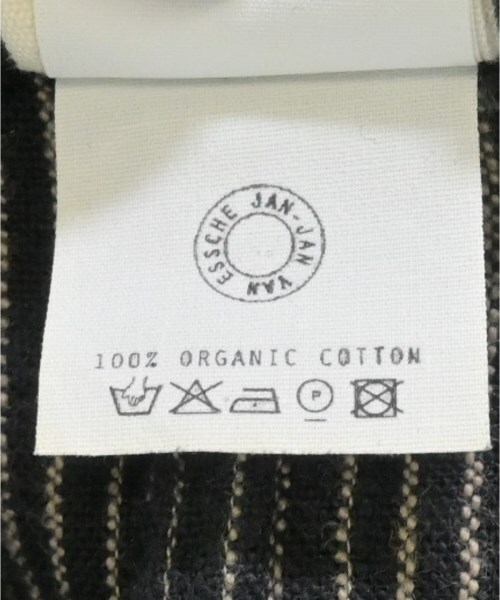 JAN-JAN VAN ESSCHE
100% ORGANIC COTTON
P